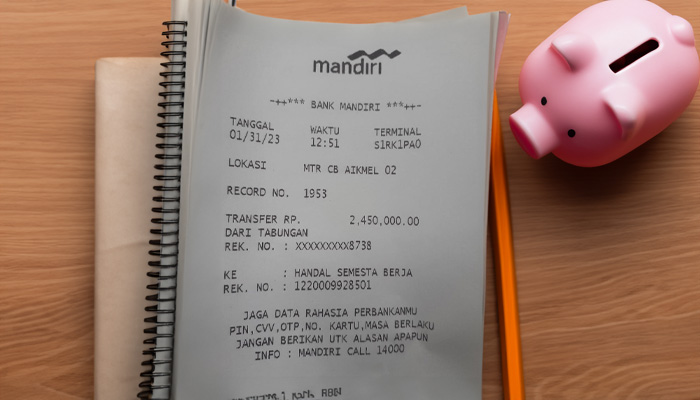 mandırı
-++*** BANK MANDIRI ***++-
TANGGAL WAKTU TERMINAL
01/31/23 12:51 S1RK1PAO
LOKASI MTR CB AIKMEL 02
RECORD NO. 1953
TRANSFER RP. 2,450,000.00
DARI TABUNGAN
REK. NO. : XXXXXXXXX8738
KE : HANDAL SEMESTA BERJA
REK. NO. : 1220009928501
JAGA DATA RAHASIA PERBANKANMU
PIN,CVV,OTP,NO. KARTU,MASA BERLAKU
JANGAN BERIKAN UTK ALASAN APAPUN
INFO : MANDIRI CALL 14000